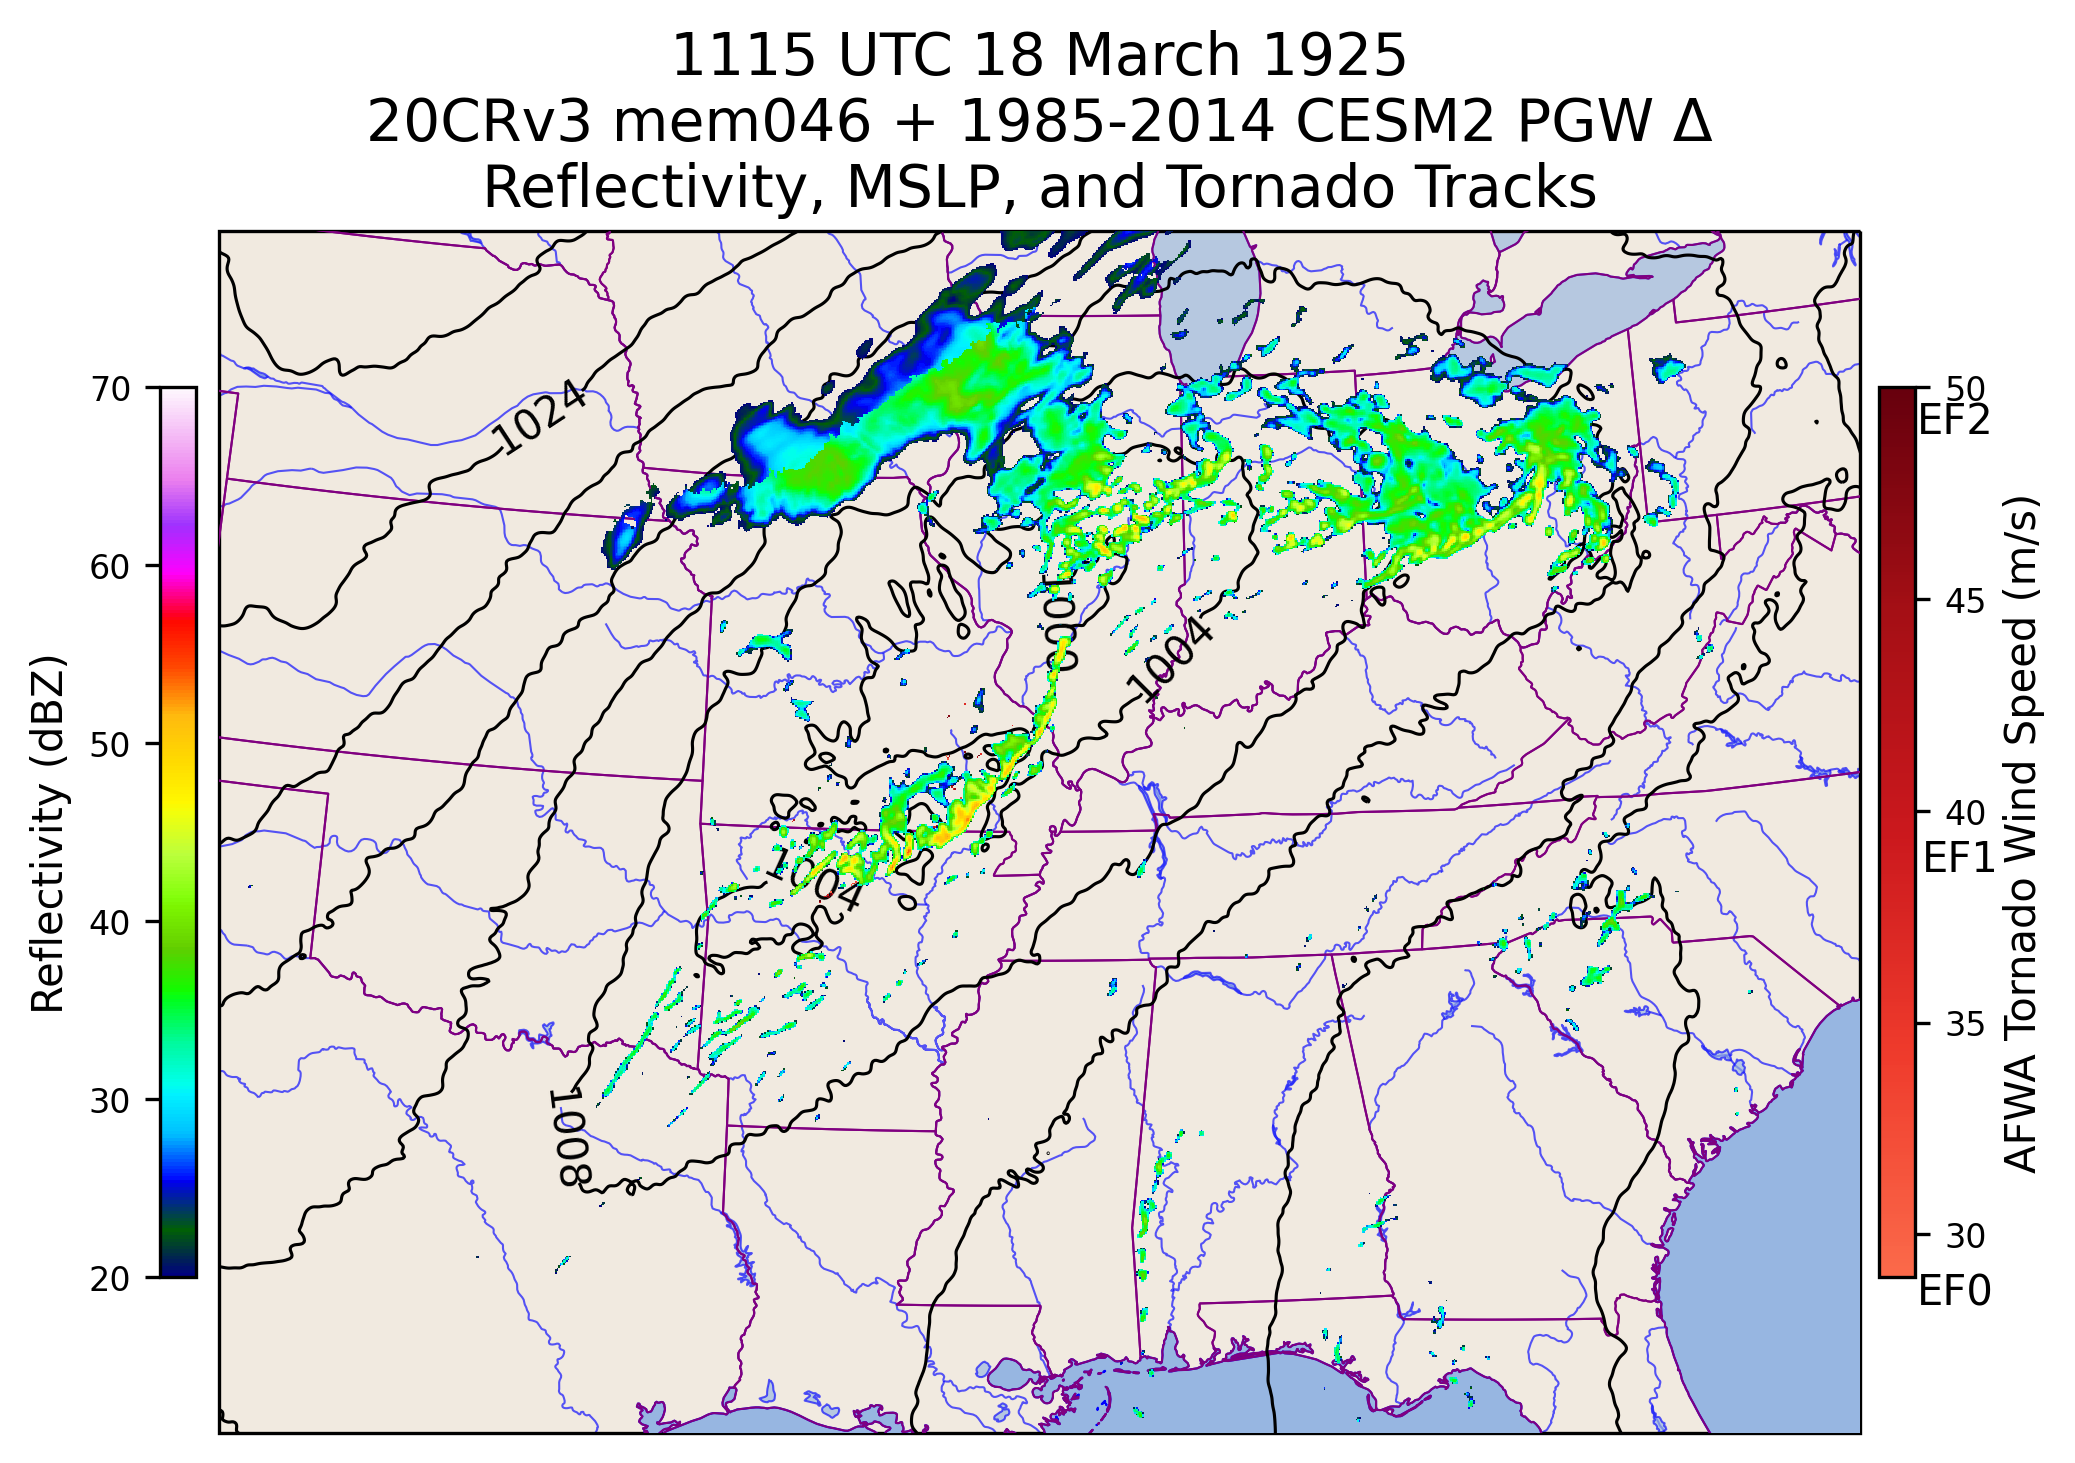 1115 UTC 18 March 1925
20CRv3 mem046 + 1985-2014 CESM2 PGW Δ
Reflectivity, MSLP, and Tornado Tracks
Reflectivity (dBZ)
70
60
50
40
30
20
1024
1000
1004
1004
1008
50
EF2
45
40
EF1
35
30
EF0
AFWA Tornado Wind Speed (m/s)